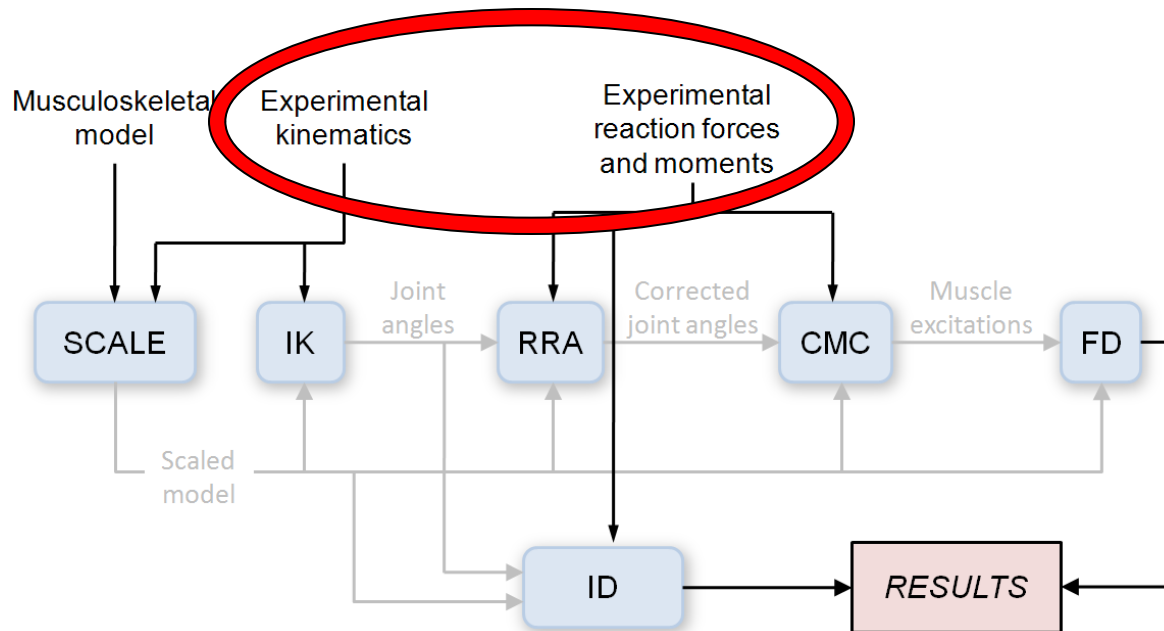 Musculoskeletal
model
Experimental
kinematics
Experimental
reaction forces
and moments
Joint
angles
Corrected
joint angles
Muscle
excitations
SCALE
IK
RRA
CMC
FD
Scaled
model
ID
RESULTS